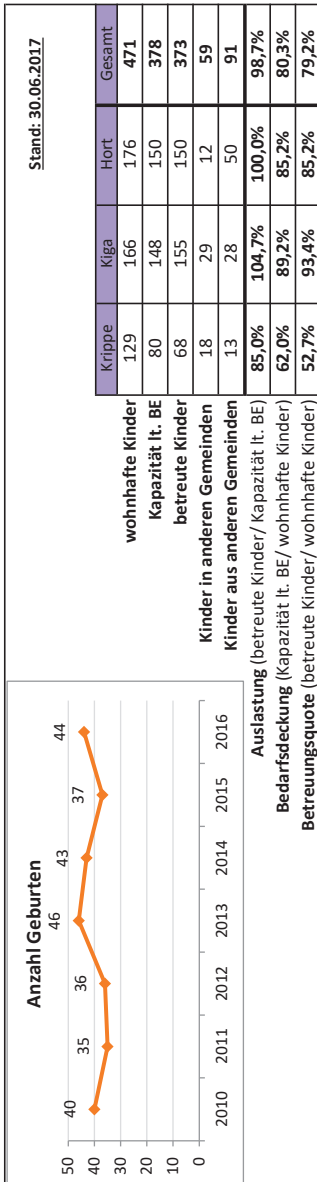 Anzahl Geburten
50
40
30
20
10
0
40
35
36
46
43
37
44
2010 2011 2012 2013 2014 2015 2016
Stand: 30.06.2017
Krippe Kiga Hort Gesamt
wohnhafte Kinder 129 166 176 471
Kapazität lt. BE 80 148 150 378
betreute Kinder 68 155 150 373
Kinder in anderen Gemeinden 18 29 12 59
Kinder aus anderen Gemeinden 13 28 50 91
Auslastung (betreute Kinder/ Kapazität lt. BE) 85,0% 104,7% 100,0% 98,7%
Bedarfsdeckung (Kapazität lt. BE/ wohnhafte Kinder) 62,0% 89,2% 85,2% 80,3%
Betreuungsquote (betreute Kinder/ wohnhafte Kinder) 52,7% 93,4% 85,2% 79,2%